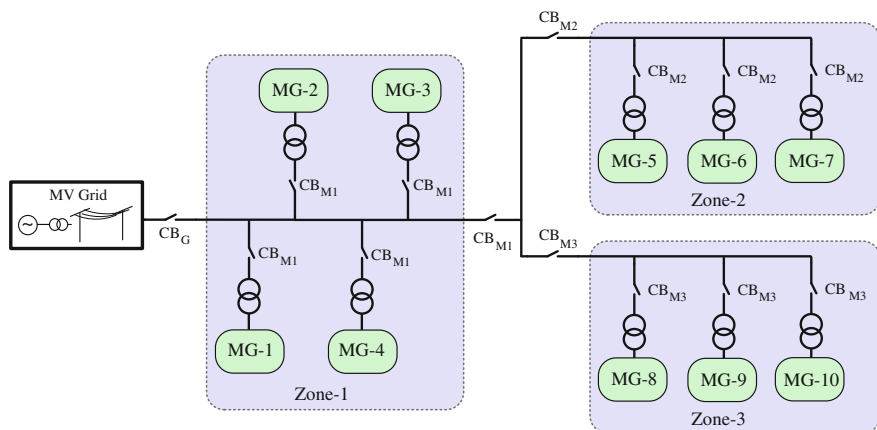 MV Grid
~
CB_G
MG-2
MG-3
CB_M1
CB_M1
CB_M1
CB_M1
MG-1
MG-4
Zone-1
CB_M1
CB_M2
CB_M2
CB_M2
CB_M2
MG-5
MG-6
MG-7
Zone-2
CB_M3
CB_M3
CB_M3
CB_M3
MG-8
MG-9
MG-10
Zone-3